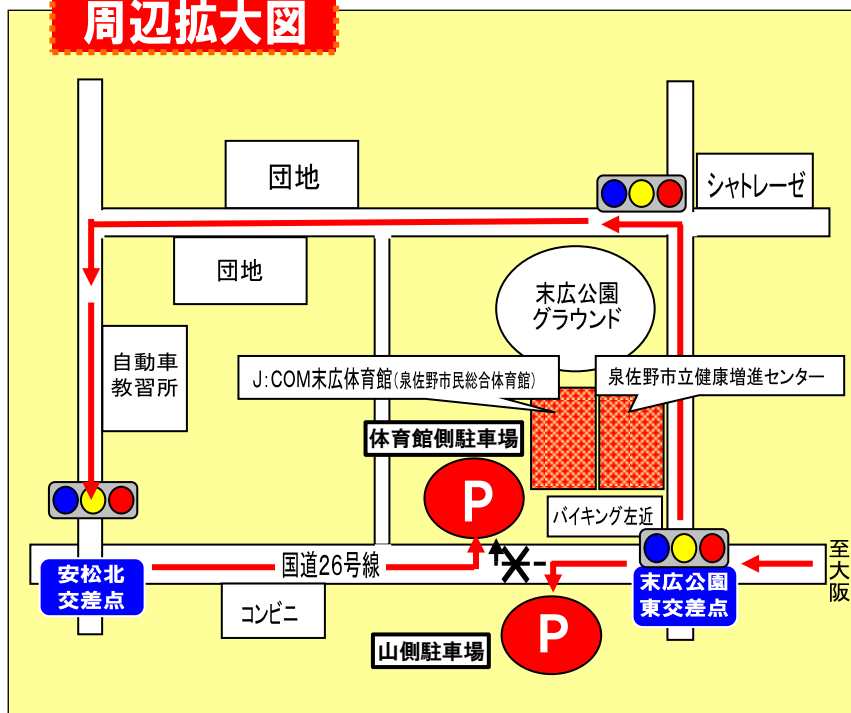 周辺拡大図
団地
シャトレーゼ
団地
末広公園
グラウンド
自動車
教習所
J:COM末広体育館(泉佐野市民総合体育館)
泉佐野市立健康増進センター
体育館側駐車場
P
バイキング左近
国道26号線
至大阪
安松北
交差点
末広公園
東交差点
コンビニ
P
山側駐車場